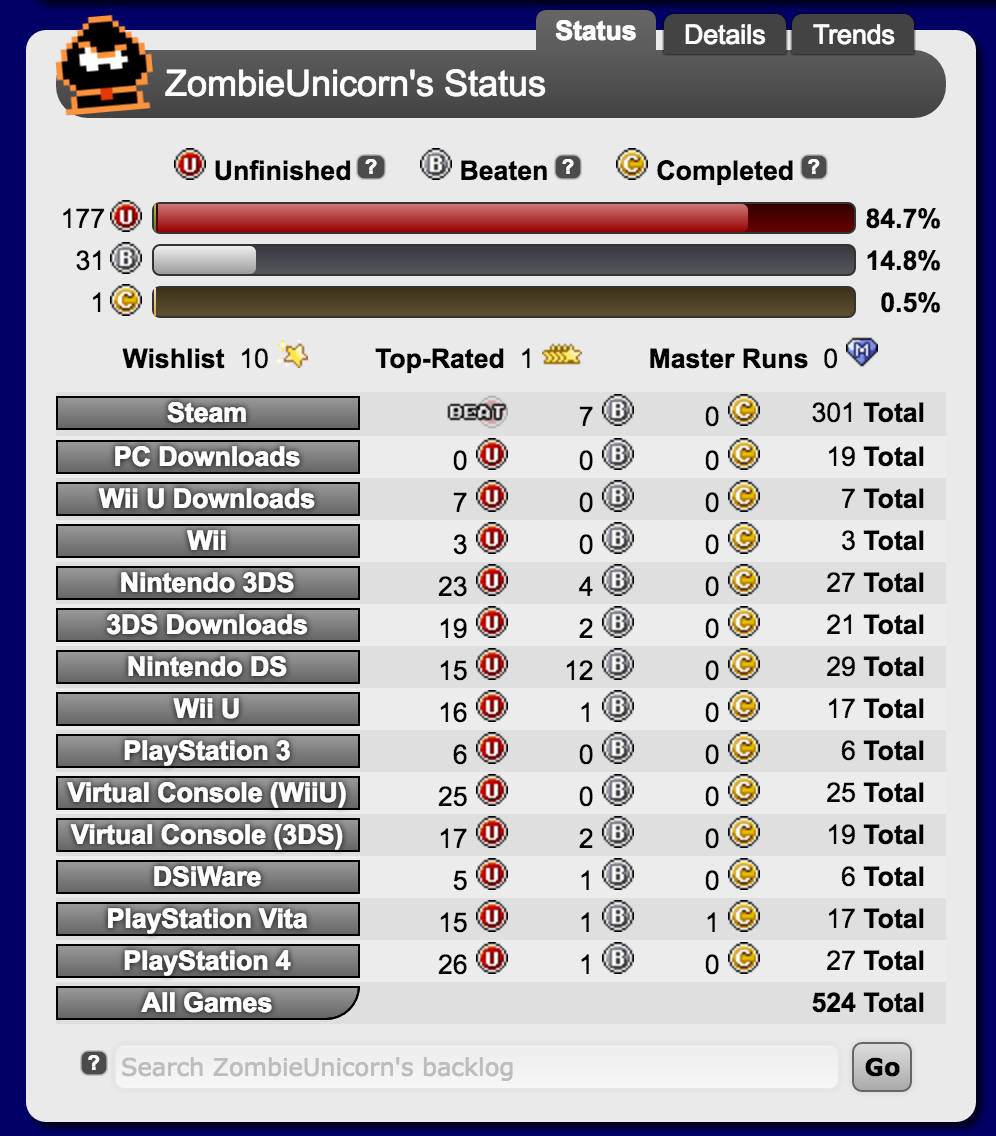 Status Details Trends
ZombieUnicorn's Status
U Unfinished ? B Beaten ? C Completed ?
177 U 84.7%
31 B 14.8%
1 C 0.5%
Wishlist 10 Top-Rated 1 Master Runs 0 M
Steam BEAT 7 B 0 C 301 Total
PC Downloads 0 U 0 B 0 C 19 Total
Wii U Downloads 7 U 0 B 0 C 7 Total
Wii 3 U 0 B 0 C 3 Total
Nintendo 3DS 23 U 4 B 0 C 27 Total
3DS Downloads 19 U 2 B 0 C 21 Total
Nintendo DS 15 U 12 B 0 C 29 Total
Wii U 16 U 1 B 0 C 17 Total
PlayStation 3 6 U 0 B 0 C 6 Total
Virtual Console (WiiU) 25 U 0 B 0 C 25 Total
Virtual Console (3DS) 17 U 2 B 0 C 19 Total
DSiWare 5 U 1 B 0 C 6 Total
PlayStation Vita 15 U 1 B 1 C 17 Total
PlayStation 4 26 U 1 B 0 C 27 Total
All Games 524 Total
? Search ZombieUnicorn's backlog Go